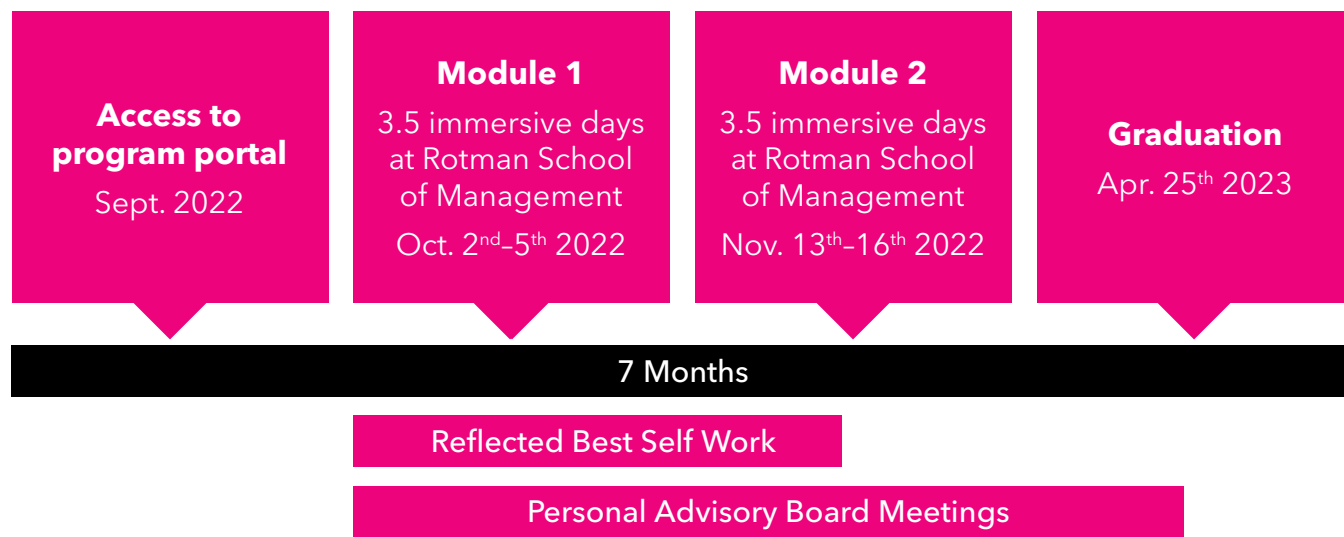 Access to
program portal
Sept. 2022
Module 1
3.5 immersive days
at Rotman School
of Management
Oct. 2nd–5th 2022
Module 2
3.5 immersive days
at Rotman School
of Management
Nov. 13th–16th 2022
Graduation
Apr. 25th 2023
7 Months
Reflected Best Self Work
Personal Advisory Board Meetings